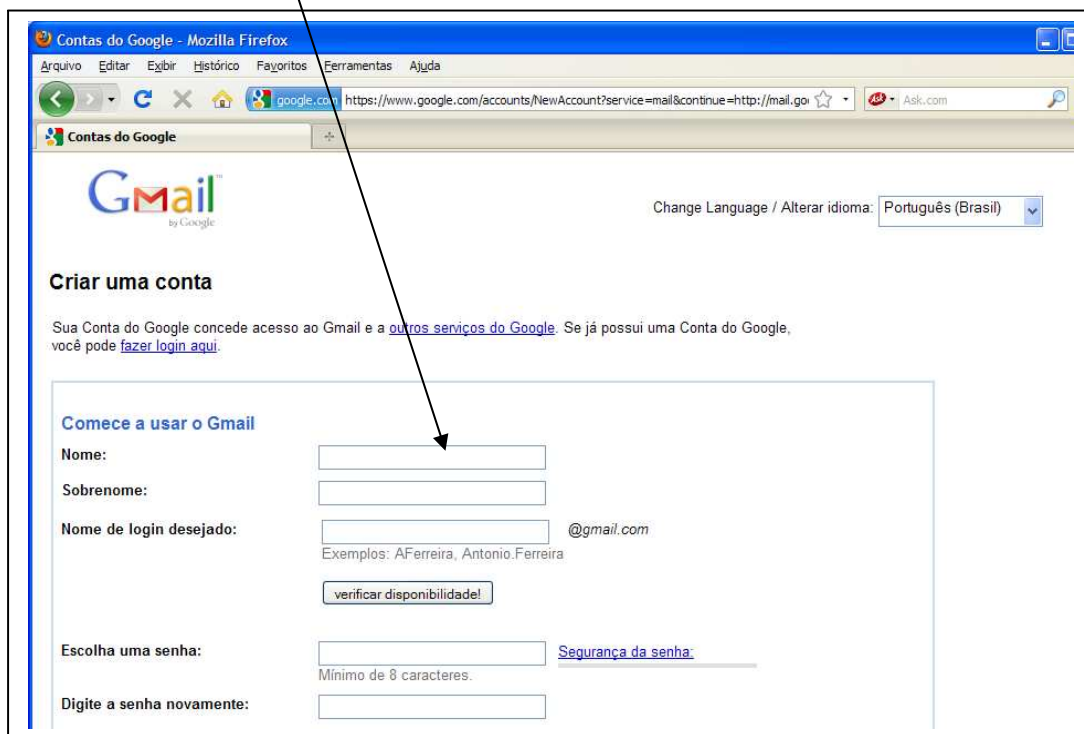 Contas do Google - Mozilla Firefox
Arquivo Editar Exibir Histórico Favoritos Ferramentas Ajuda
google.com https://www.google.com/accounts/NewAccount?service=mail&continue=http://mail.goo Ask.com
Contas do Google
Gmail™
by Google
Change Language / Alterar idioma: Português (Brasil)
Criar uma conta
Sua Conta do Google concede acesso ao Gmail e a outros serviços do Google. Se já possui uma Conta do Google,
você pode fazer login aqui.
Comece a usar o Gmail
Nome:
Sobrenome:
Nome de login desejado: @gmail.com
Exemplos: AFerreira, Antonio.Ferreira
verificar disponibilidade!
Escolha uma senha: Segurança da senha:
Mínimo de 8 caracteres.
Digite a senha novamente: